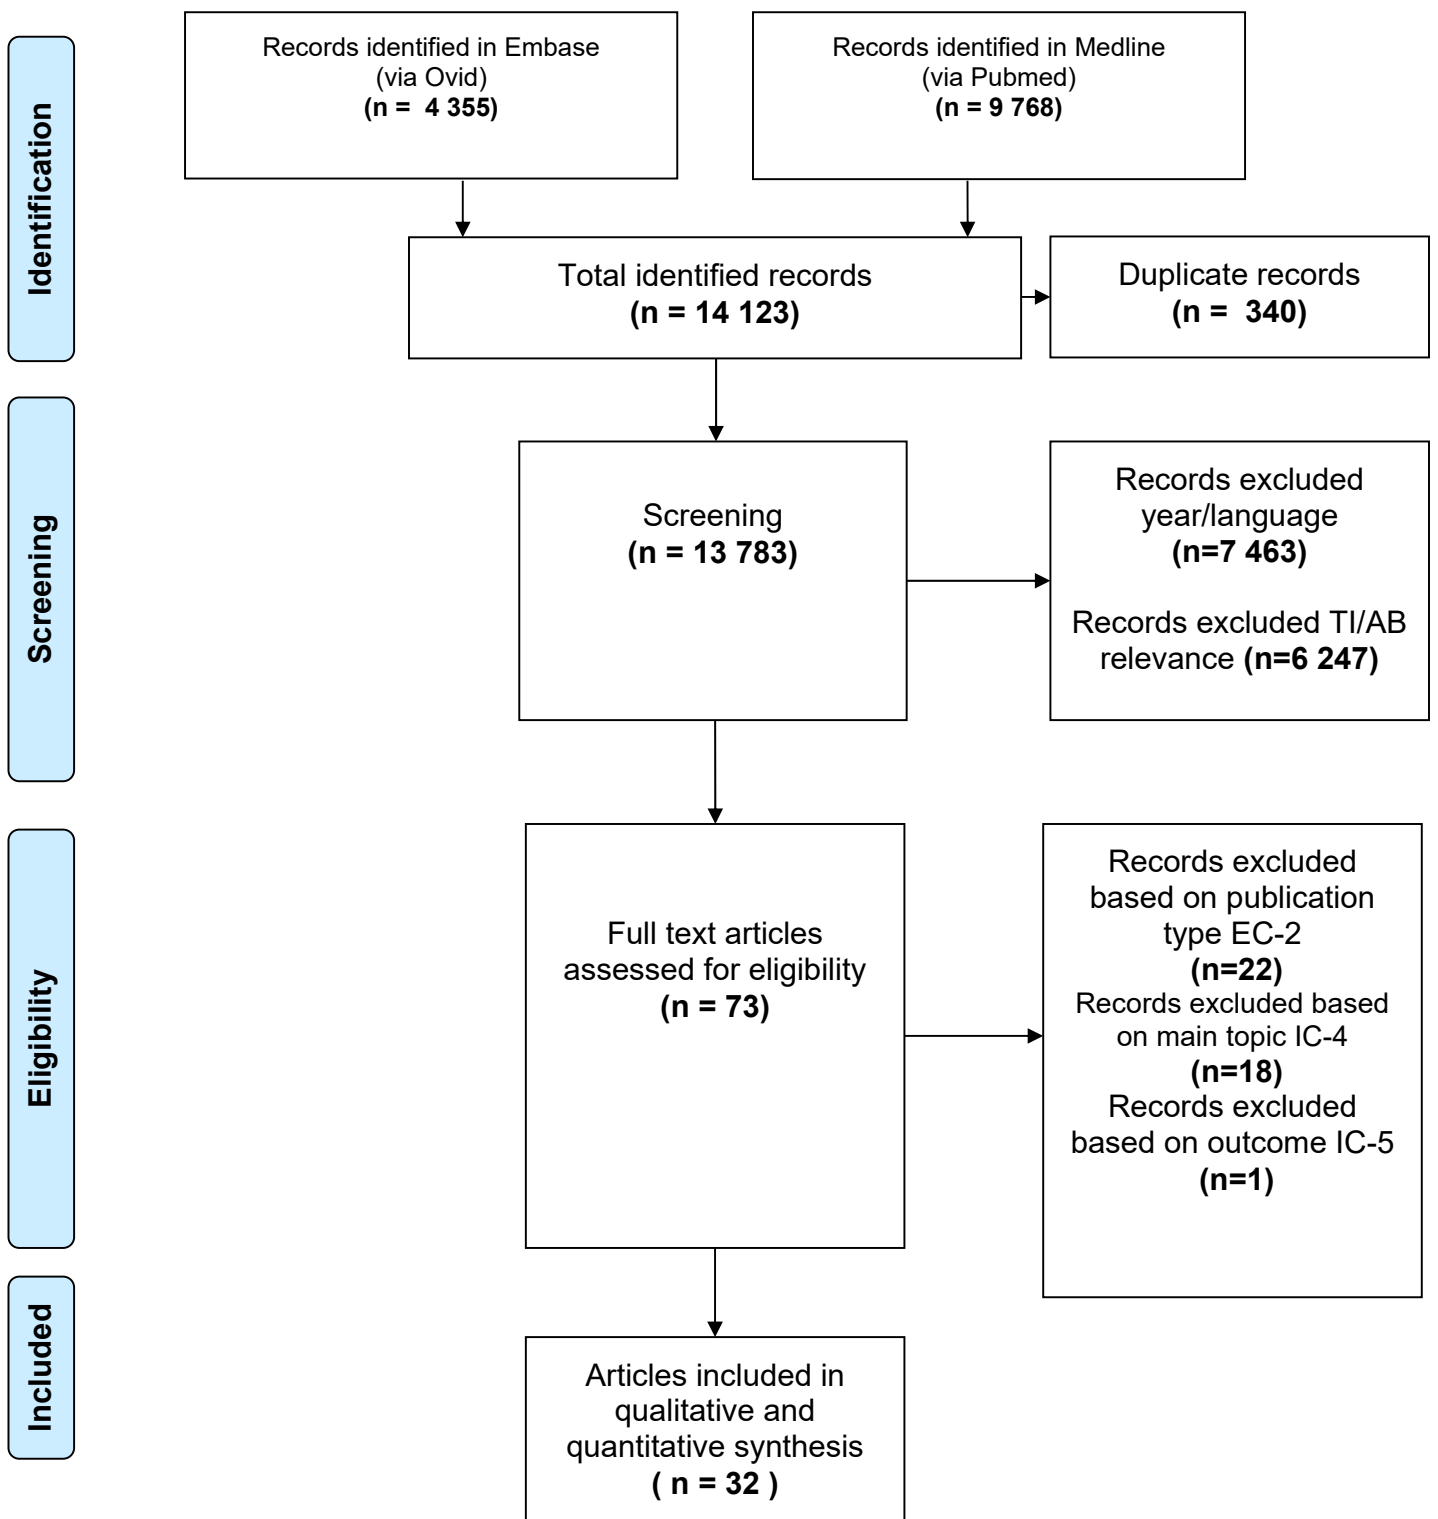 Identification
Records identified in Embase
(via Ovid)
(n =  4 355)
Records identified in Medline
(via Pubmed)
(n = 9 768)
Total identified records
(n = 14 123)
Duplicate records
(n =  340)
Screening
Screening
(n = 13 783)
Records excluded
year/language
(n=7 463)
Records excluded TI/AB
relevance (n=6 247)
Eligibility
Full text articles
assessed for eligibility
(n = 73)
Records excluded
based on publication
type EC-2
(n=22)
Records excluded based
on main topic IC-4
(n=18)
Records excluded
based on outcome IC-5
(n=1)
Included
Articles included in
qualitative and
quantitative synthesis
( n = 32 )